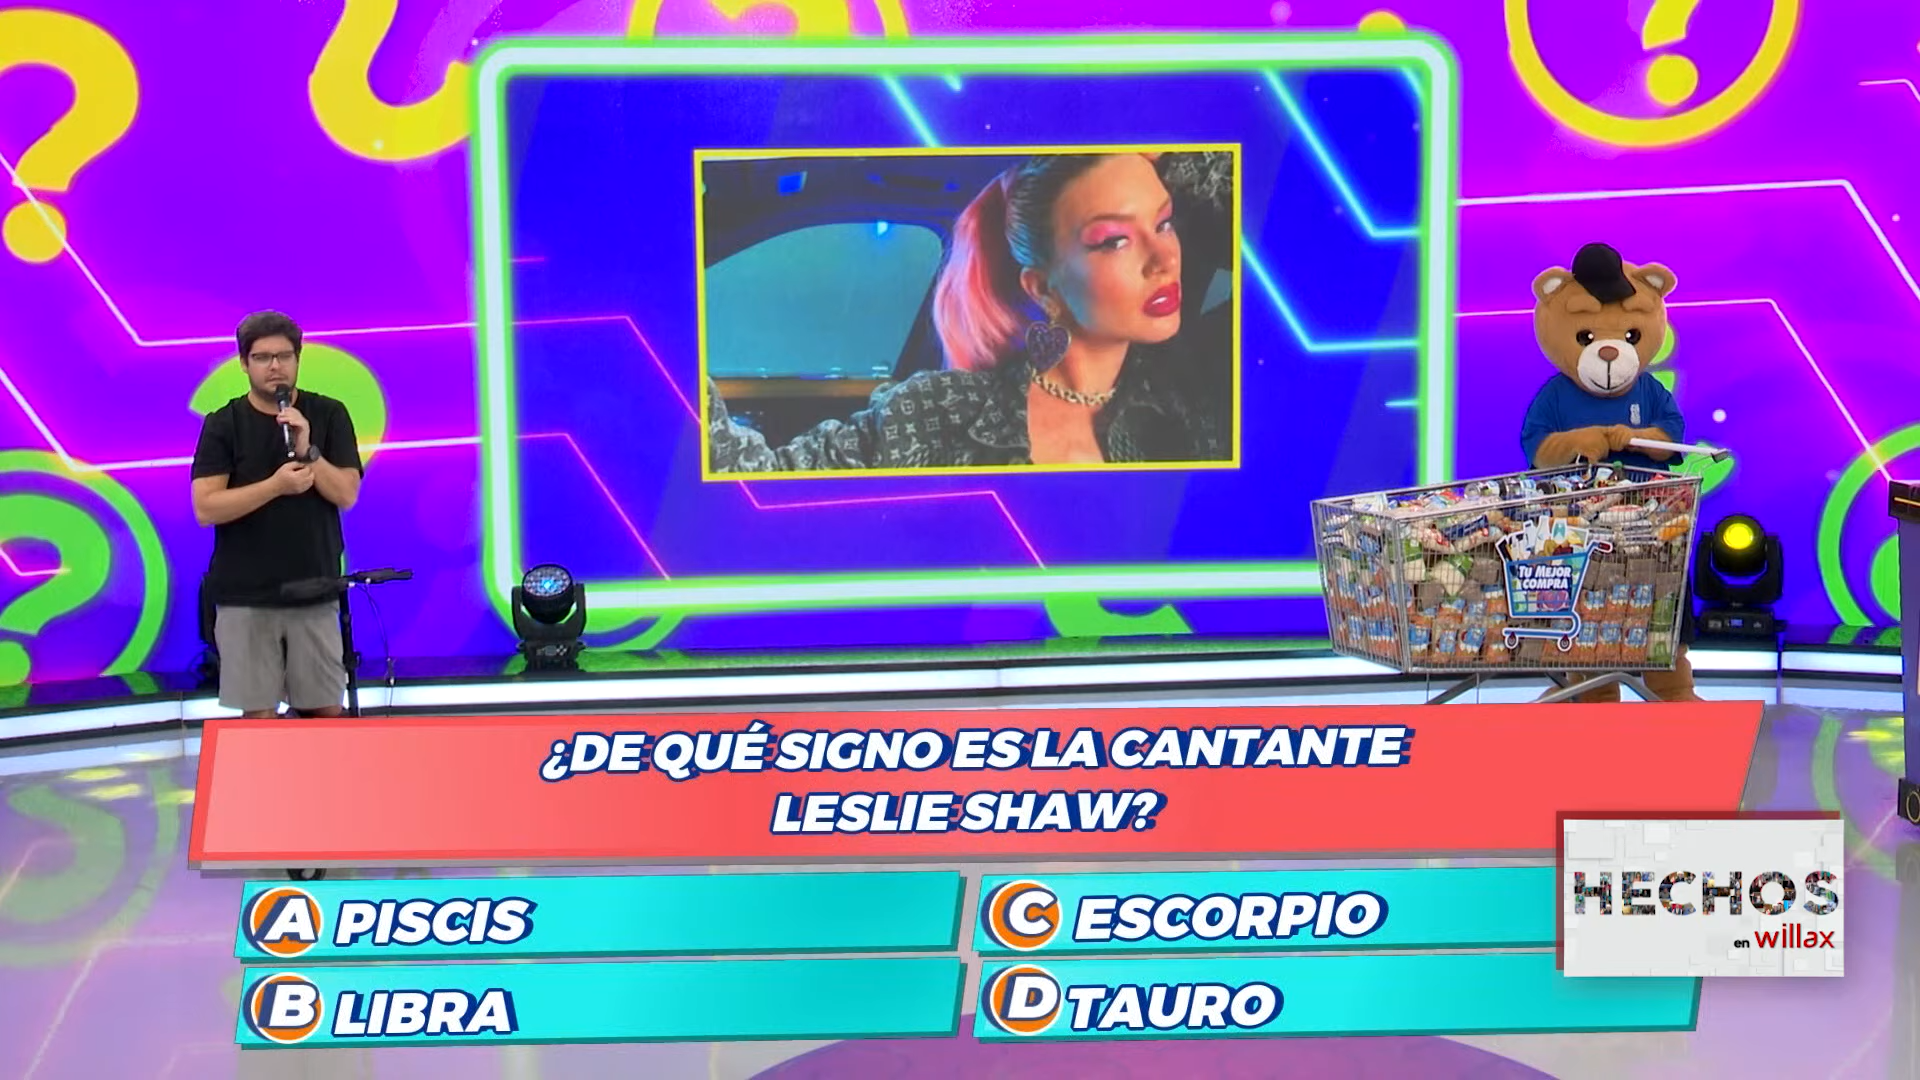 TU MEJOR
COMPRA
¿DE QUÉ SIGNO ES LA CANTANTE
LESLIE SHAW?
A PISCIS
C ESCORPIO
B LIBRA
D TAURO
HECHOS
en willax